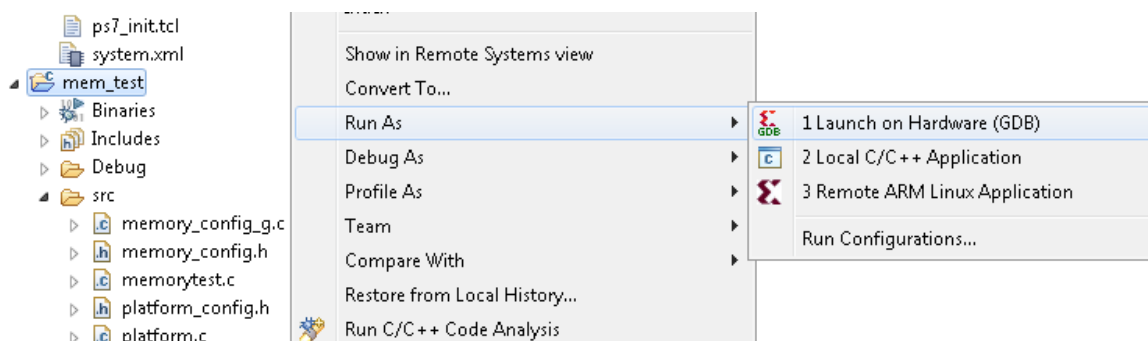 ps7_init.tcl
system.xml
mem_test
Binaries
Includes
Debug
src
memory_config_g.c
memory_config.h
memorytest.c
platform_config.h
platform.c
Show in Remote Systems view
Convert To...
Run As
Debug As
Profile As
Team
Compare With
Restore from Local History...
Run C/C++ Code Analysis
GDB
1 Launch on Hardware (GDB)
2 Local C/C++ Application
3 Remote ARM Linux Application
Run Configurations...